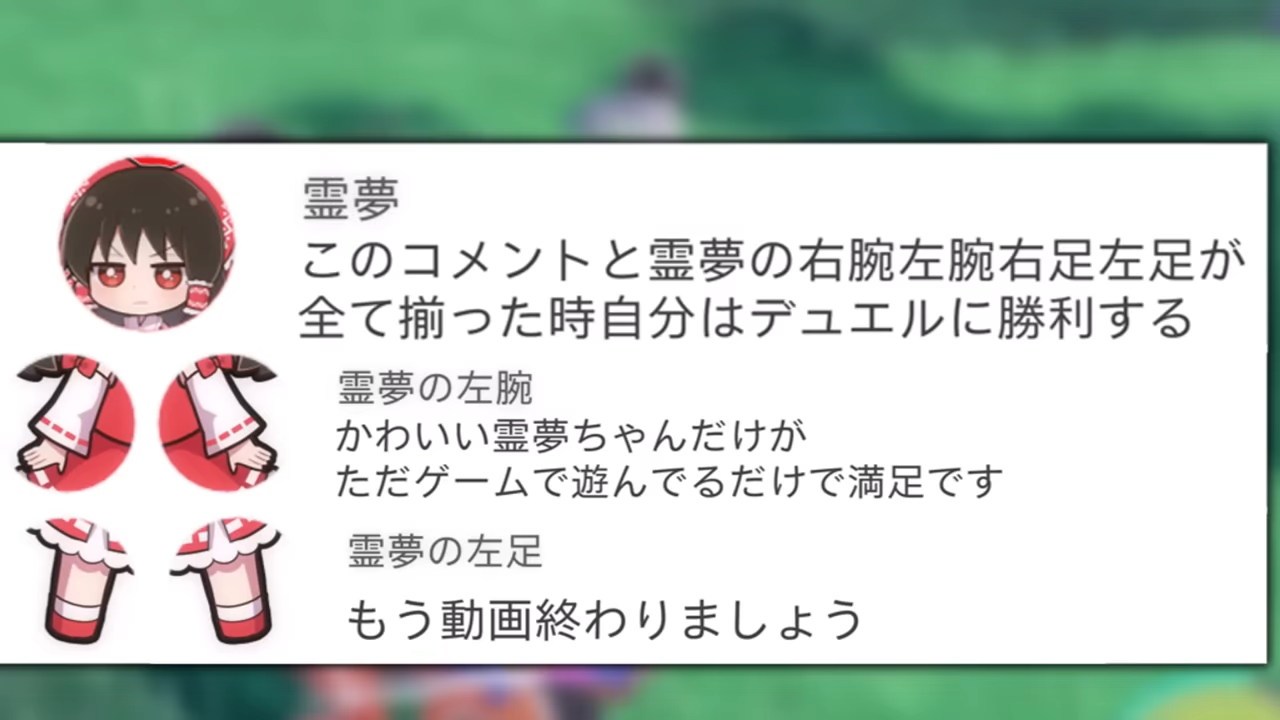 霊夢
このコメントと霊夢の右腕左腕右足左足が
全て揃った時自分はデュエルに勝利する
霊夢の左腕
かわいい霊夢ちゃんだけが
ただゲームで遊んでるだけで満足です
霊夢の左足
もう動画終わりましょう